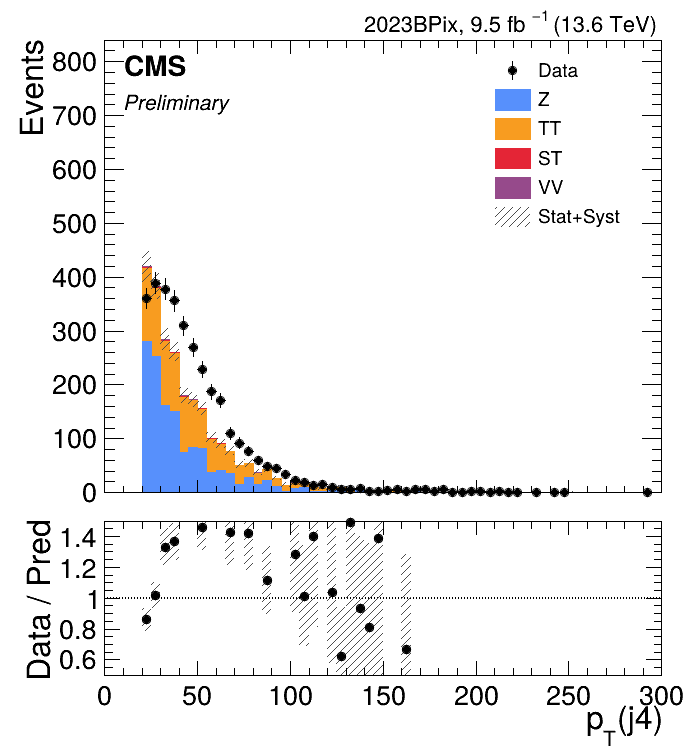 2023BPix, 9.5 fb⁻¹ (13.6 TeV)
Events
800
700
600
500
400
300
200
100
0
CMS
Preliminary
Data
Z
TT
ST
VV
Stat+Syst
Data / Pred
1.4
1.2
1
0.8
0.6
0 50 100 150 200 250 300
p_T(j4)